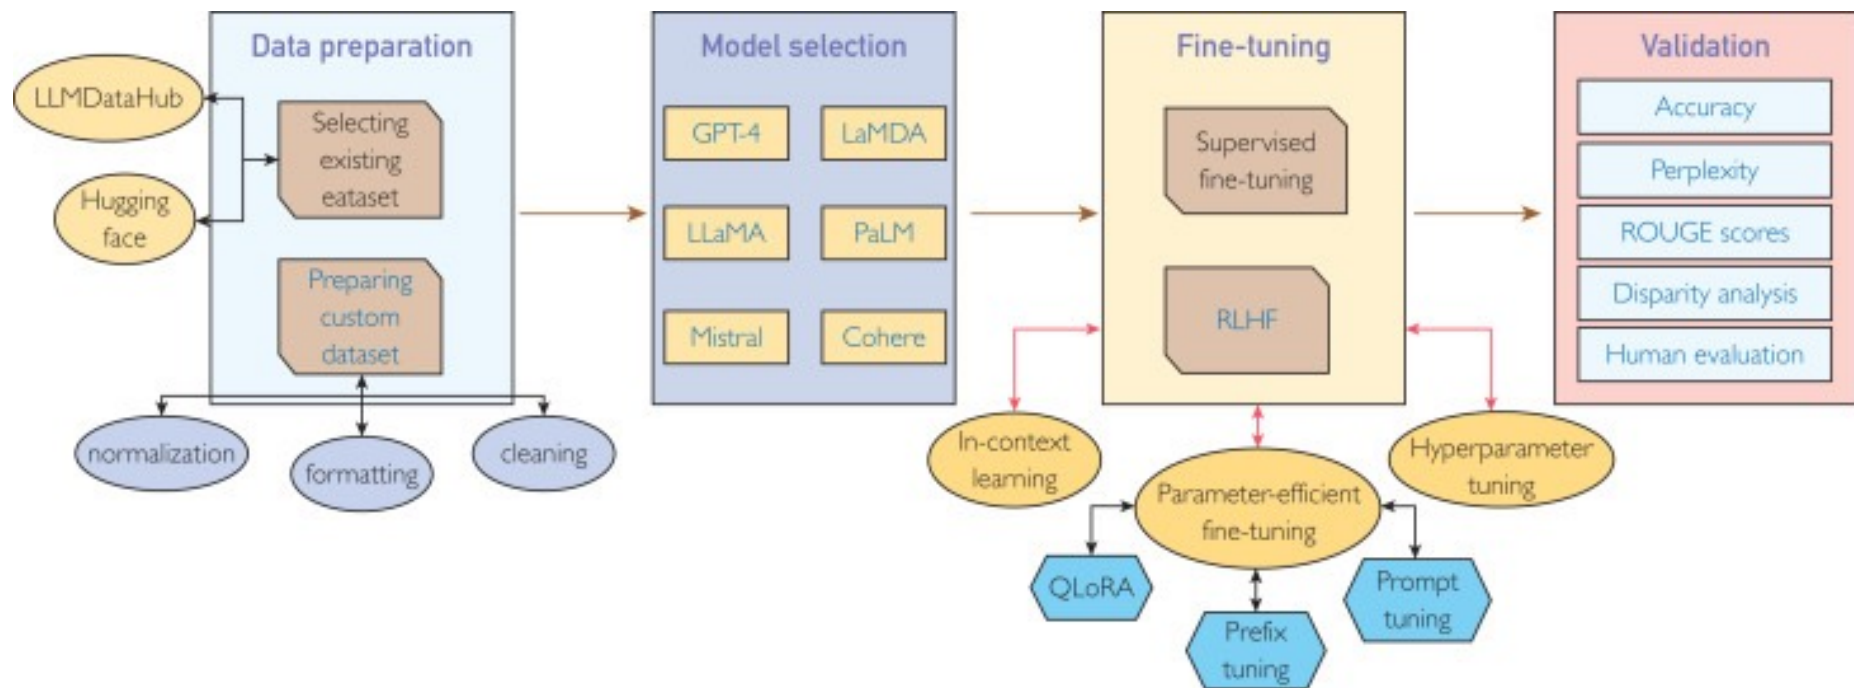 Data preparation
LLMDataHub
Hugging
face
Selecting
existing
eataset
Preparing
custom
dataset
normalization
formatting
cleaning
Model selection
GPT-4
LaMDA
LLaMA
PaLM
Mistral
Cohere
Fine-tuning
Supervised
fine-tuning
RLHF
In-context
learning
Parameter-efficient
fine-tuning
Hyperparameter
tuning
QLoRA
Prefix
tuning
Prompt
tuning
Validation
Accuracy
Perplexity
ROUGE scores
Disparity analysis
Human evaluation